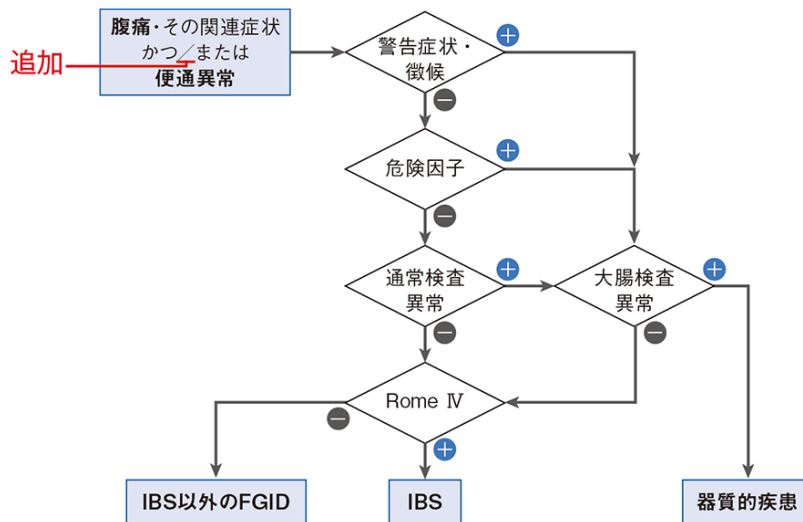 腹痛・その関連症状
かつ／または
便通異常
追加
警告症状・
徴候
＋
－
危険因子
＋
－
通常検査
異常
＋
－
大腸検査
異常
＋
－
Rome Ⅳ
－
＋
IBS以外のFGID
IBS
器質的疾患